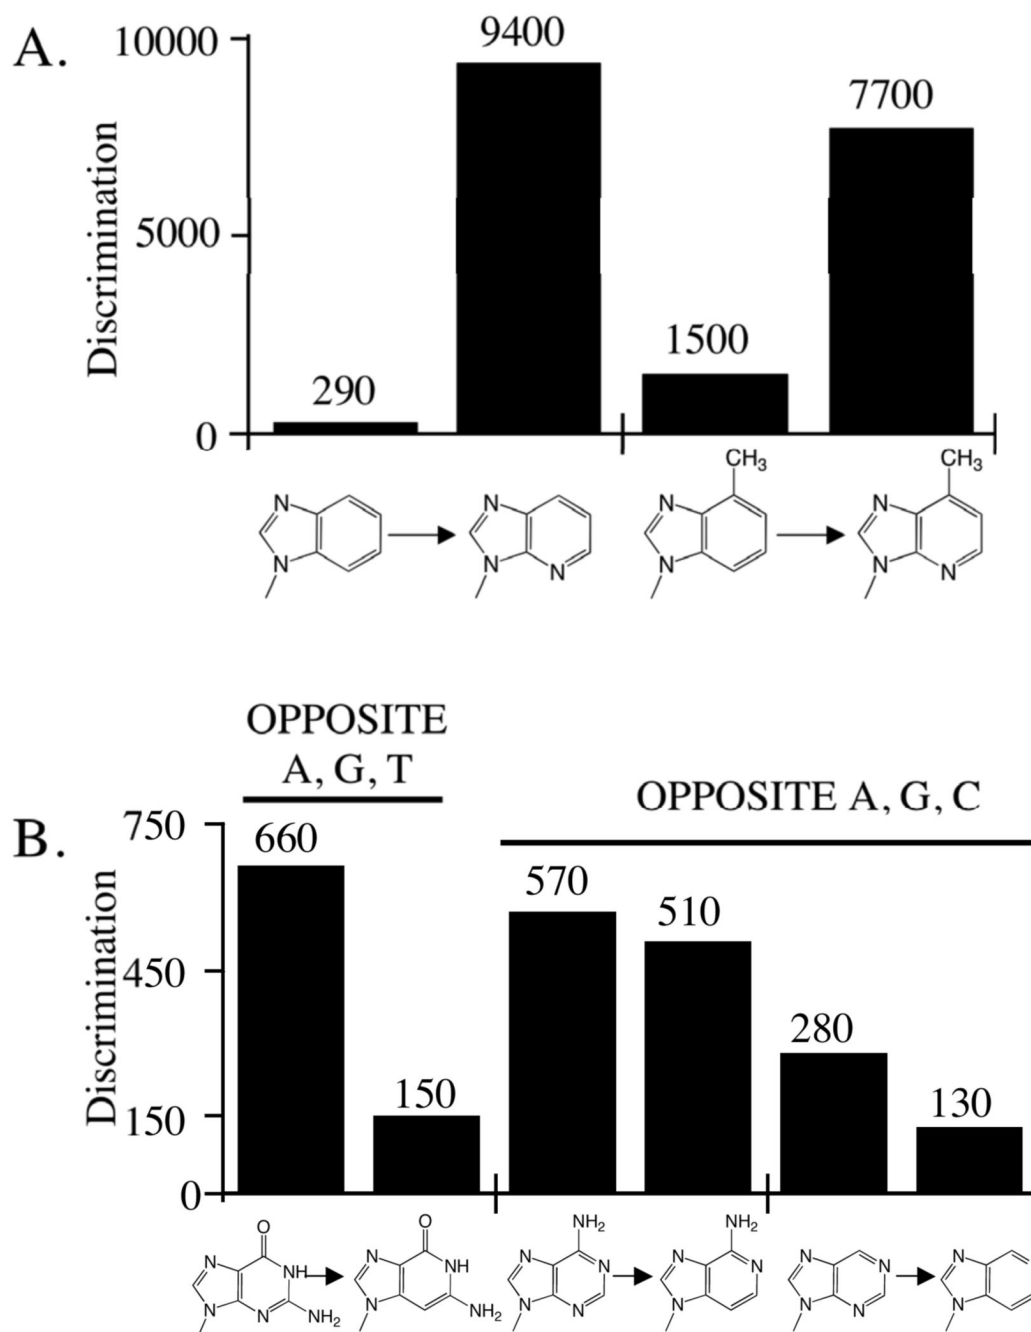 A.
10000
9400
7700
5000
Discrimination
1500
290
0
CH3 CH3
N N N N
N N N N N N
OPPOSITE
A, G, T
OPPOSITE A, G, C
B.
750
660
570
510
450
Discrimination
280
150
150
130
0
O O NH2 NH2
N NH N NH N N N N N N N
N N NH2 N NH2 N N N N N N